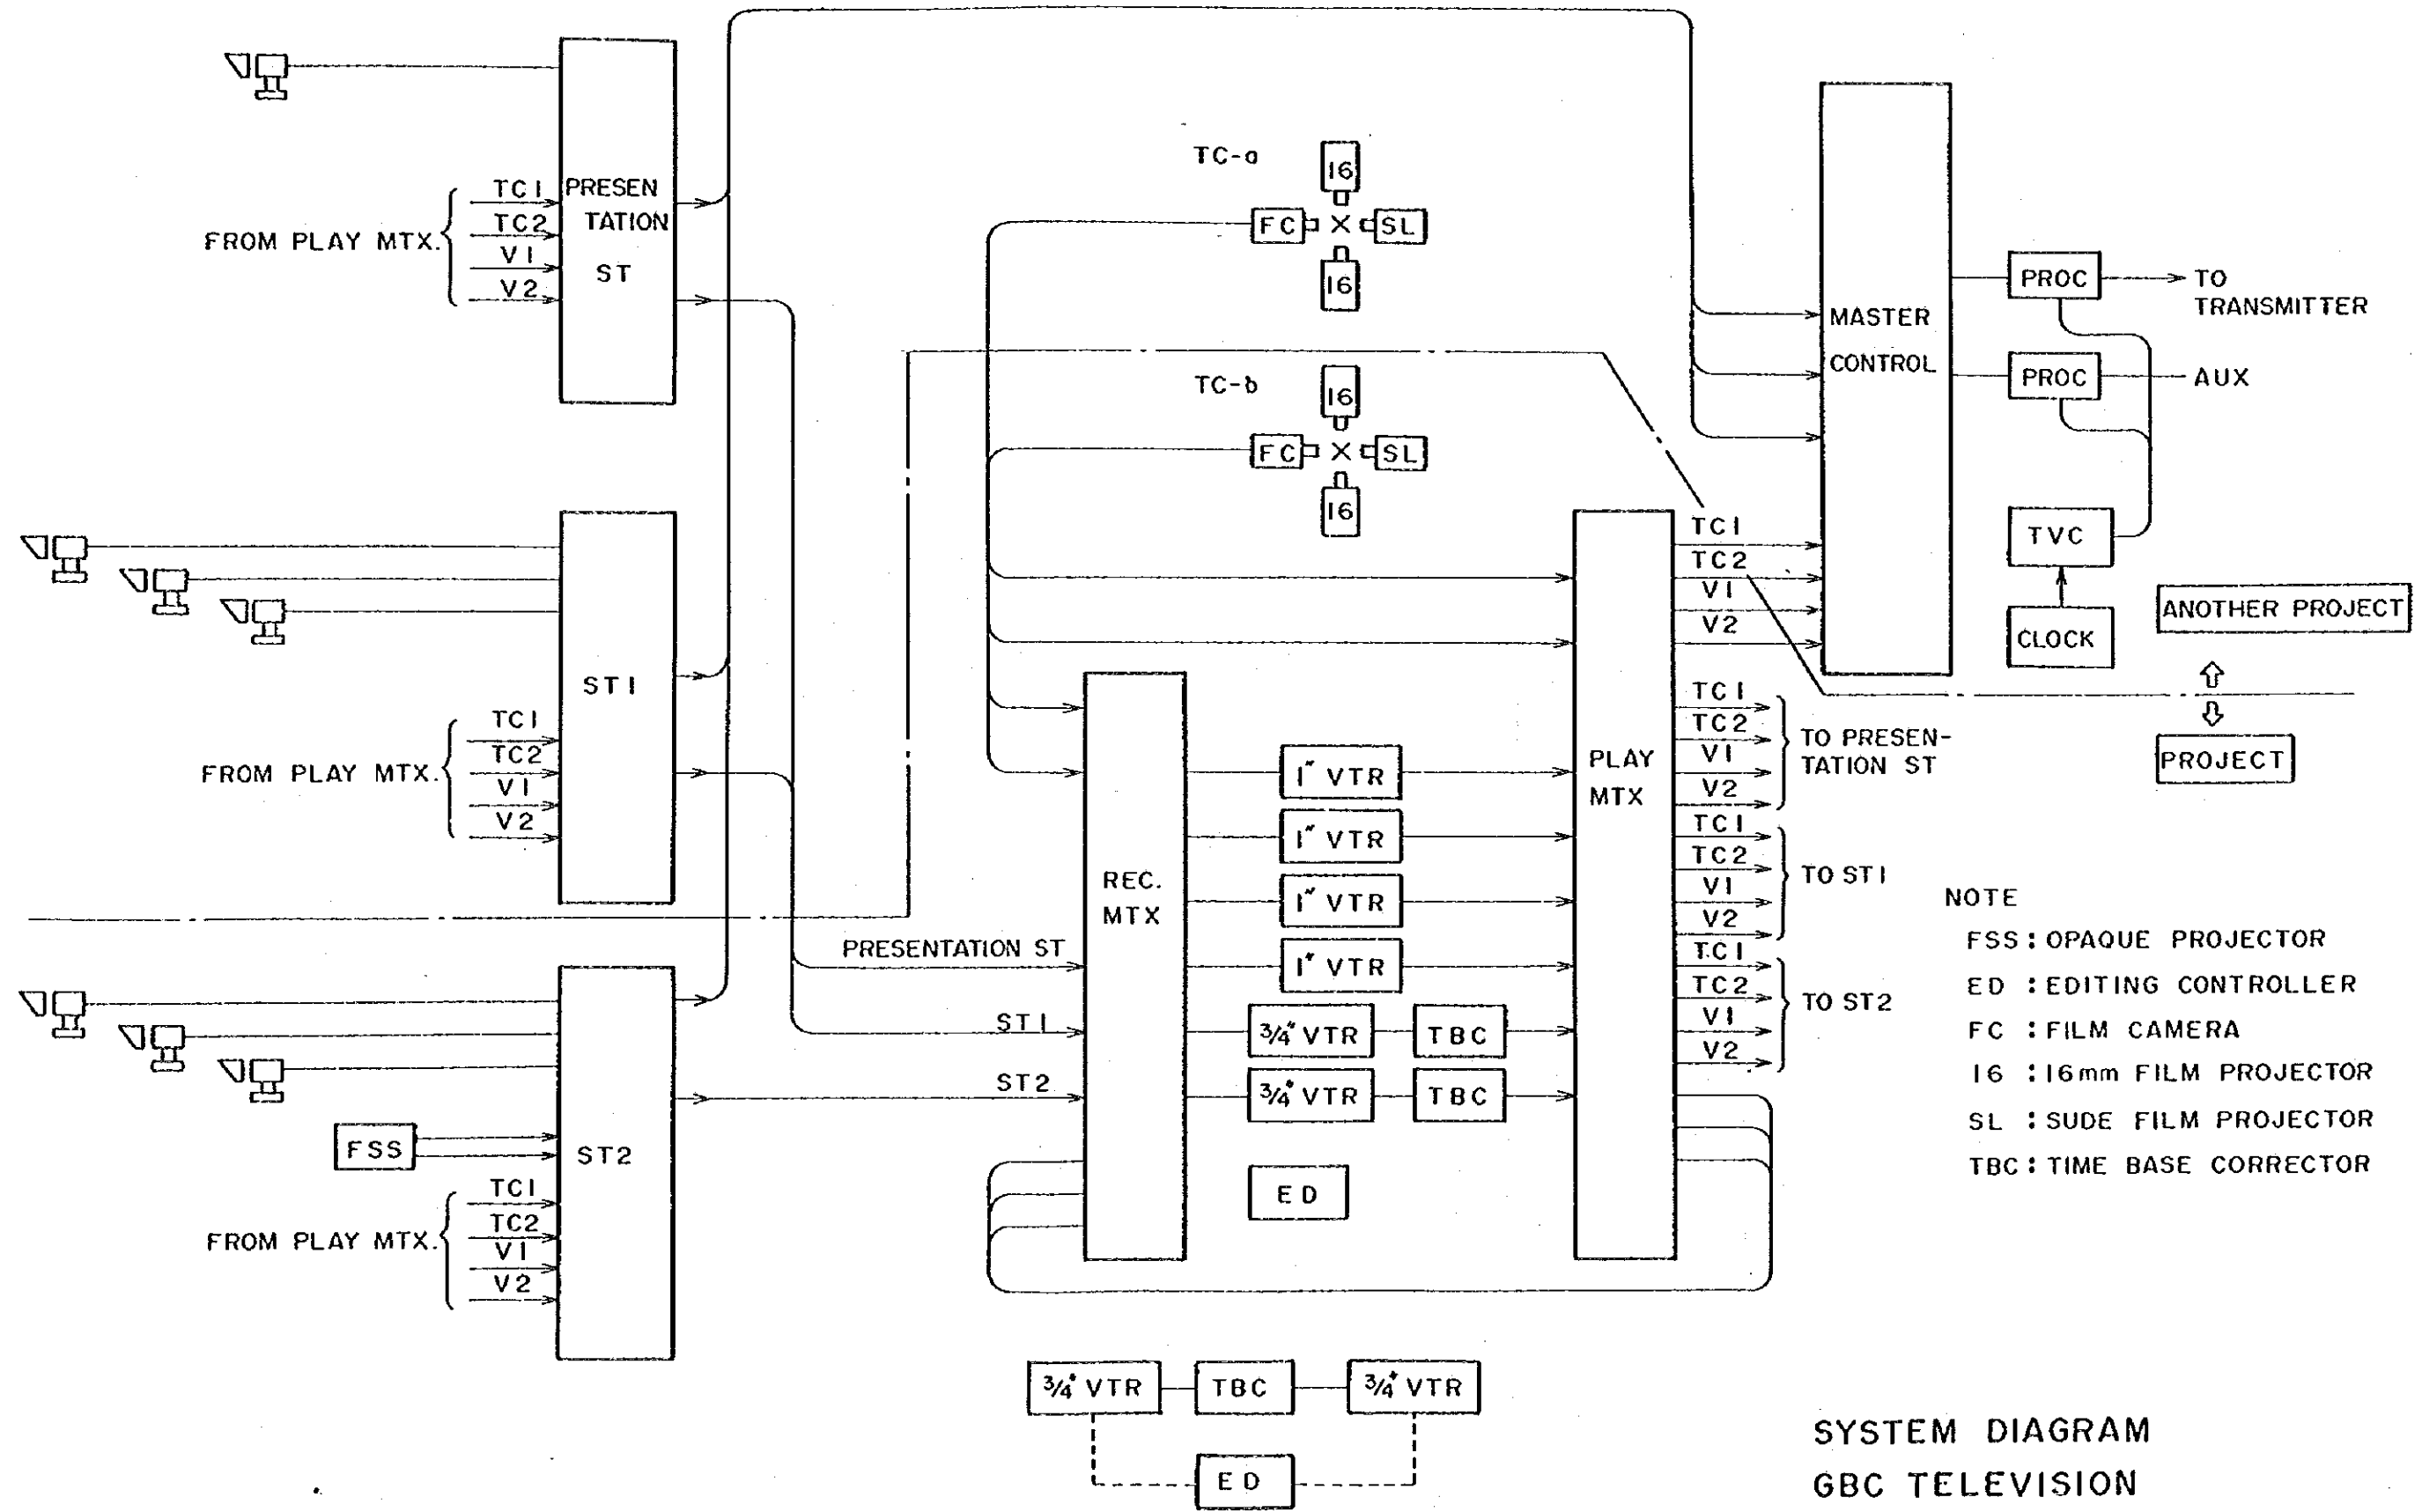 TC1
TC2
V1
V2
FROM PLAY MTX.
PRESEN
TATION
ST
TC1
TC2
V1
V2
FROM PLAY MTX.
ST1
FSS
TC1
TC2
V1
V2
FROM PLAY MTX.
ST2
TC-a
16
FC
SL
16
TC-b
16
FC
SL
16
PRESENTATION ST
ST1
ST2
REC.
MTX
1" VTR
1" VTR
1" VTR
1" VTR
3/4" VTR
TBC
3/4" VTR
TBC
ED
PLAY
MTX
TC1
TC2
V1
V2
TC1
TC2
V1
V2
TO PRESEN-
TATION ST
TC1
TC2
V1
V2
TO ST1
TC1
TC2
V1
V2
TO ST2
MASTER
CONTROL
PROC
TO
TRANSMITTER
PROC
AUX
TVC
CLOCK
ANOTHER PROJECT
PROJECT
NOTE
FSS : OPAQUE PROJECTOR
ED : EDITING CONTROLLER
FC : FILM CAMERA
16 : 16mm FILM PROJECTOR
SL : SUDE FILM PROJECTOR
TBC : TIME BASE CORRECTOR
3/4" VTR
TBC
3/4" VTR
ED
SYSTEM DIAGRAM
GBC TELEVISION